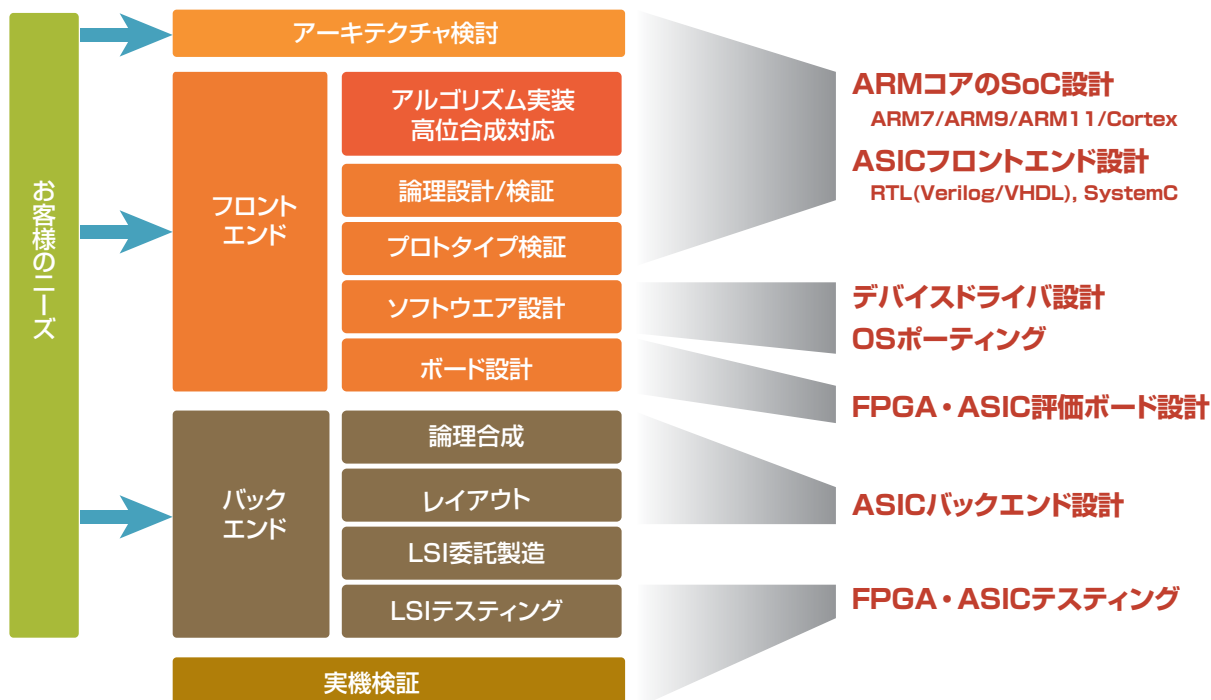 お客様のニーズ
アーキテクチャ検討
フロント
エンド
アルゴリズム実装
高位合成対応
論理設計/検証
プロトタイプ検証
ソフトウエア設計
ボード設計
バック
エンド
論理合成
レイアウト
LSI委託製造
LSIテスティング
実機検証
ARMコアのSoC設計
ARM7/ARM9/ARM11/Cortex
ASICフロントエンド設計
RTL(Verilog/VHDL), SystemC
デバイスドライバ設計
OSポーティング
FPGA・ASIC評価ボード設計
ASICバックエンド設計
FPGA・ASICテスティング